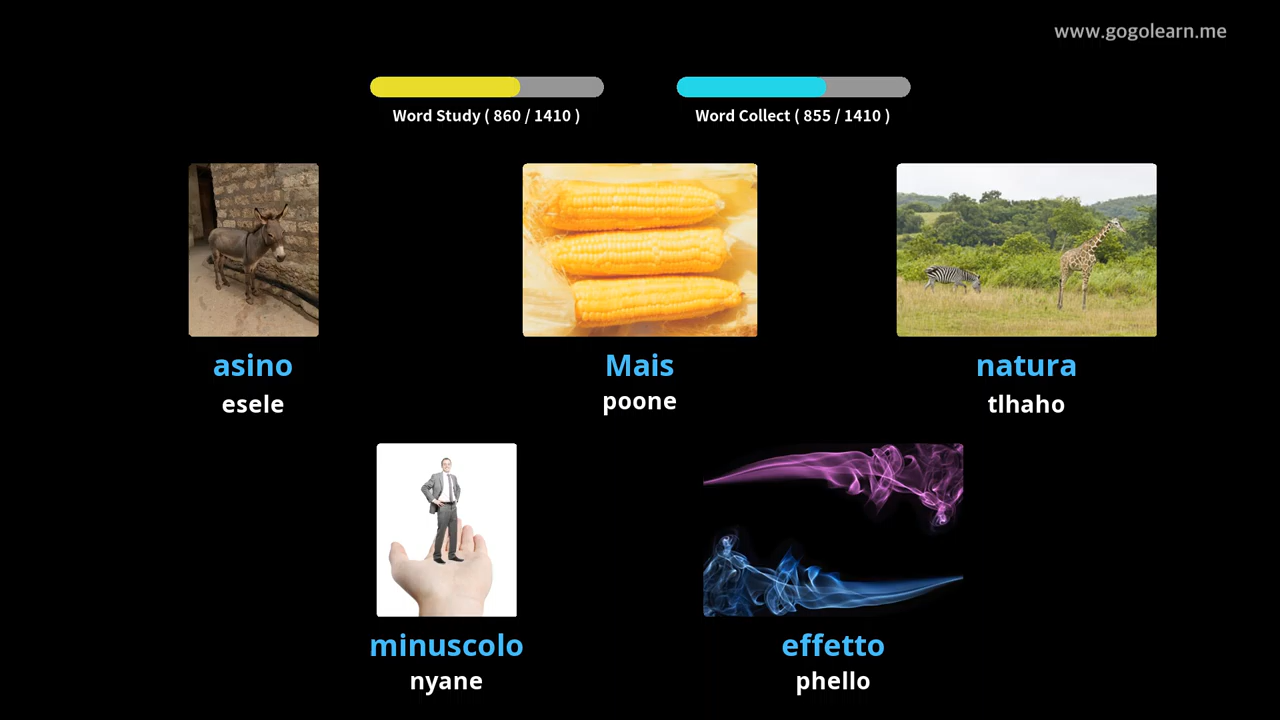 www.gogolearn.me
Word Study ( 860 / 1410 )
Word Collect ( 855 / 1410 )
asino
esele
Mais
poone
natura
tlhaho
minuscolo
nyane
effetto
phello